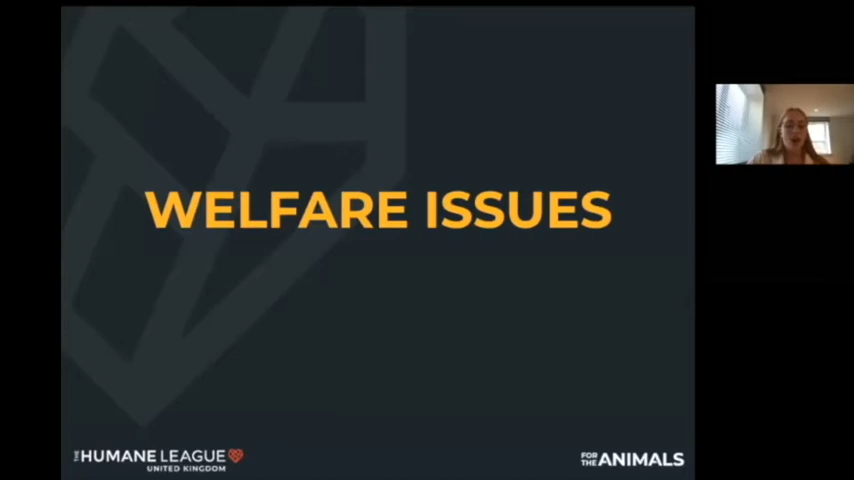 WELFARE ISSUES
THE HUMANE LEAGUE
UNITED KINGDOM
FOR THE ANIMALS